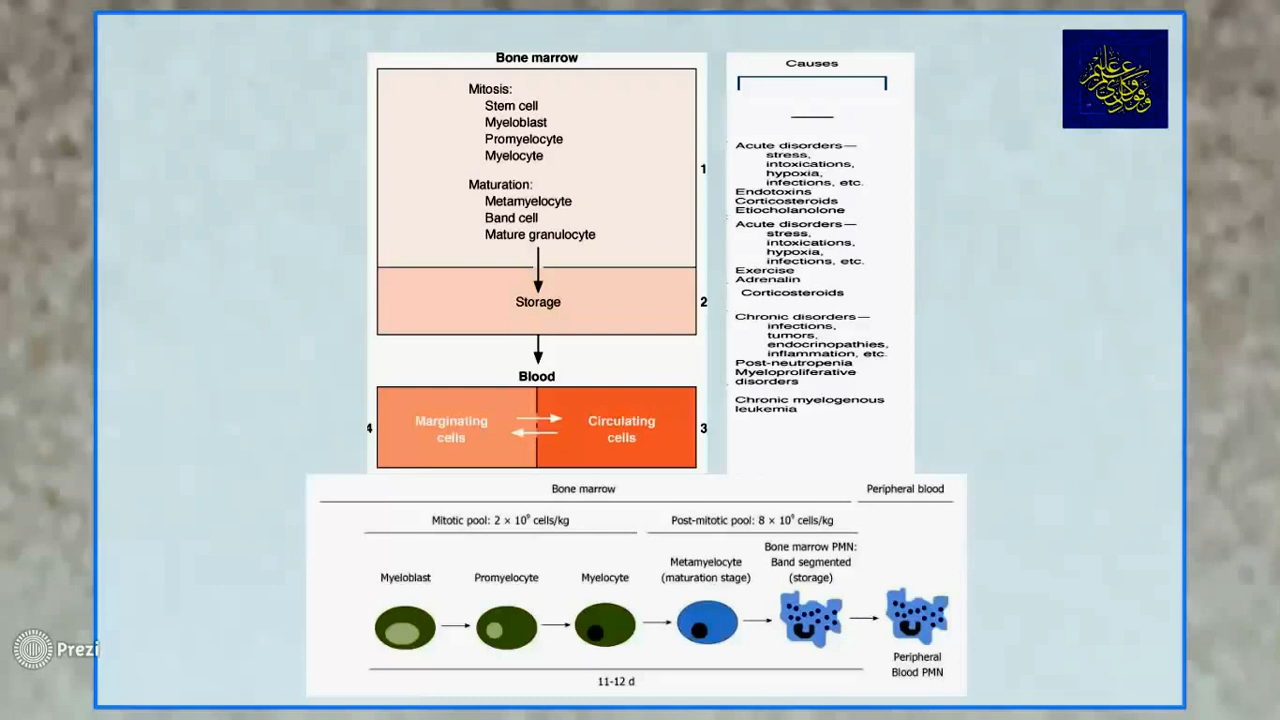 Bone marrow
Mitosis:
Stem cell
Myeloblast
Promyelocyte
Myelocyte
Maturation:
Metamyelocyte
Band cell
Mature granulocyte
1
Storage
2
Blood
4
Marginating
cells
Circulating
cells
3
Causes
Acute disorders—
stress,
intoxications,
hypoxia,
infections, etc.
Endotoxins
Corticosteroids
Etiocholanolone
Acute disorders—
stress,
intoxications,
hypoxia,
infections, etc.
Exercise
Adrenalin
Corticosteroids
Chronic disorders—
infections,
tumors,
endocrinopathies,
inflammation, etc.
Post-neutropenia
Myeloproliferative
disorders
Chronic myelogenous
leukemia
Bone marrow
Peripheral blood
Mitotic pool: 2 × 10⁹ cells/kg
Post-mitotic pool: 8 × 10⁹ cells/kg
Myeloblast
Promyelocyte
Myelocyte
Metamyelocyte
(maturation stage)
Bone marrow PMN:
Band segmented
(storage)
Peripheral
Blood PMN
11-12 d
Prezi